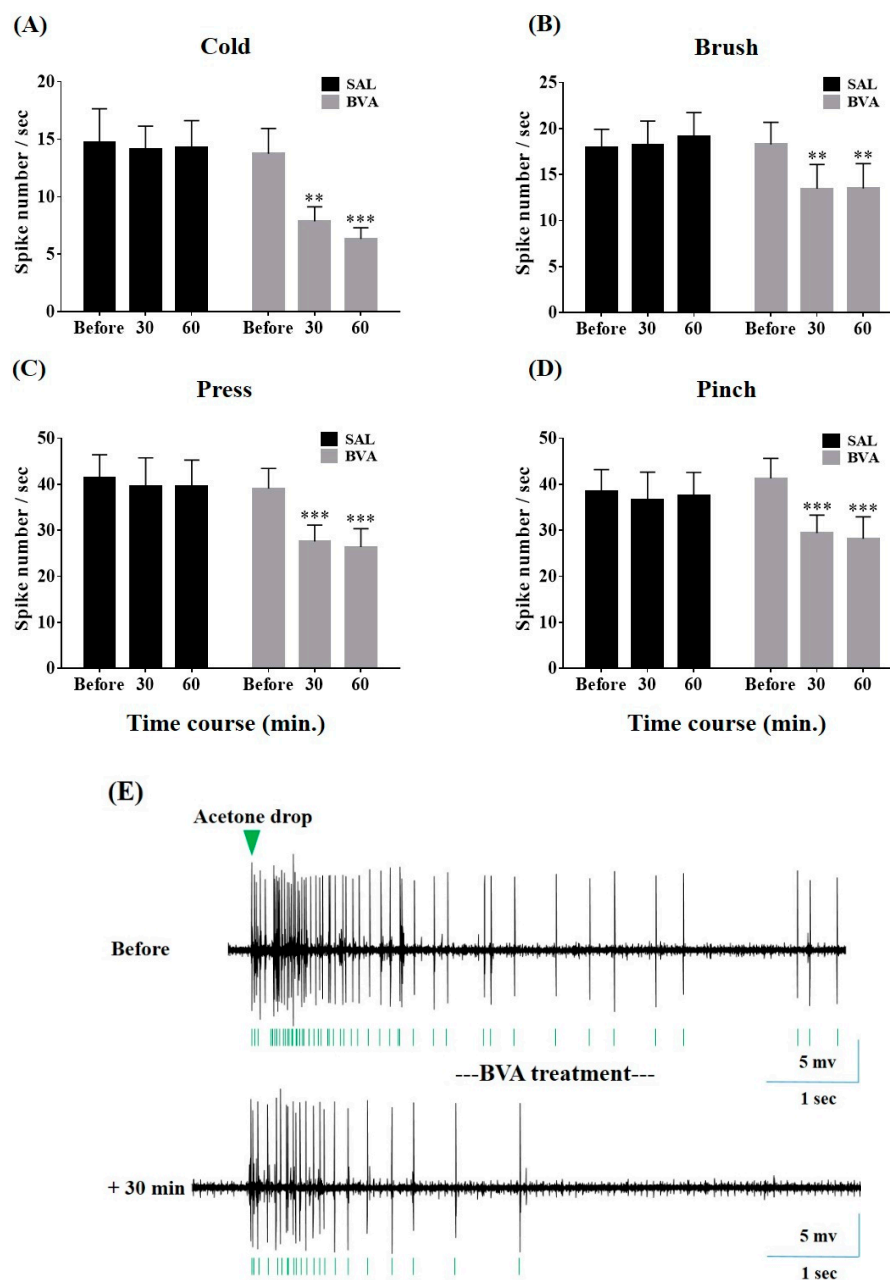 (A)
Cold
SAL
BVA
Spike number / sec
20
15
10
5
0
**
***
Before 30 60 Before 30 60
(B)
Brush
SAL
BVA
Spike number / sec
25
20
15
10
5
0
**
**
Before 30 60 Before 30 60
(C)
Press
SAL
BVA
Spike number / sec
50
40
30
20
10
0
***
***
Before 30 60 Before 30 60
Time course (min.)
(D)
Pinch
SAL
BVA
Spike number / sec
50
40
30
20
10
0
***
***
Before 30 60 Before 30 60
Time course (min.)
(E)
Acetone drop
Before
5 mv
1 sec
---BVA treatment---
+ 30 min
5 mv
1 sec